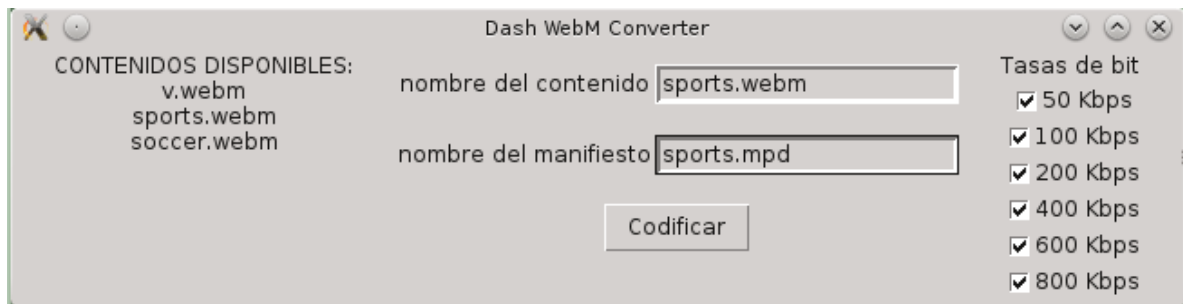 Dash WebM Converter
CONTENIDOS DISPONIBLES:
v.webm
sports.webm
soccer.webm
nombre del contenido sports.webm
nombre del manifiesto sports.mpd
Codificar
Tasas de bit
50 Kbps
100 Kbps
200 Kbps
400 Kbps
600 Kbps
800 Kbps